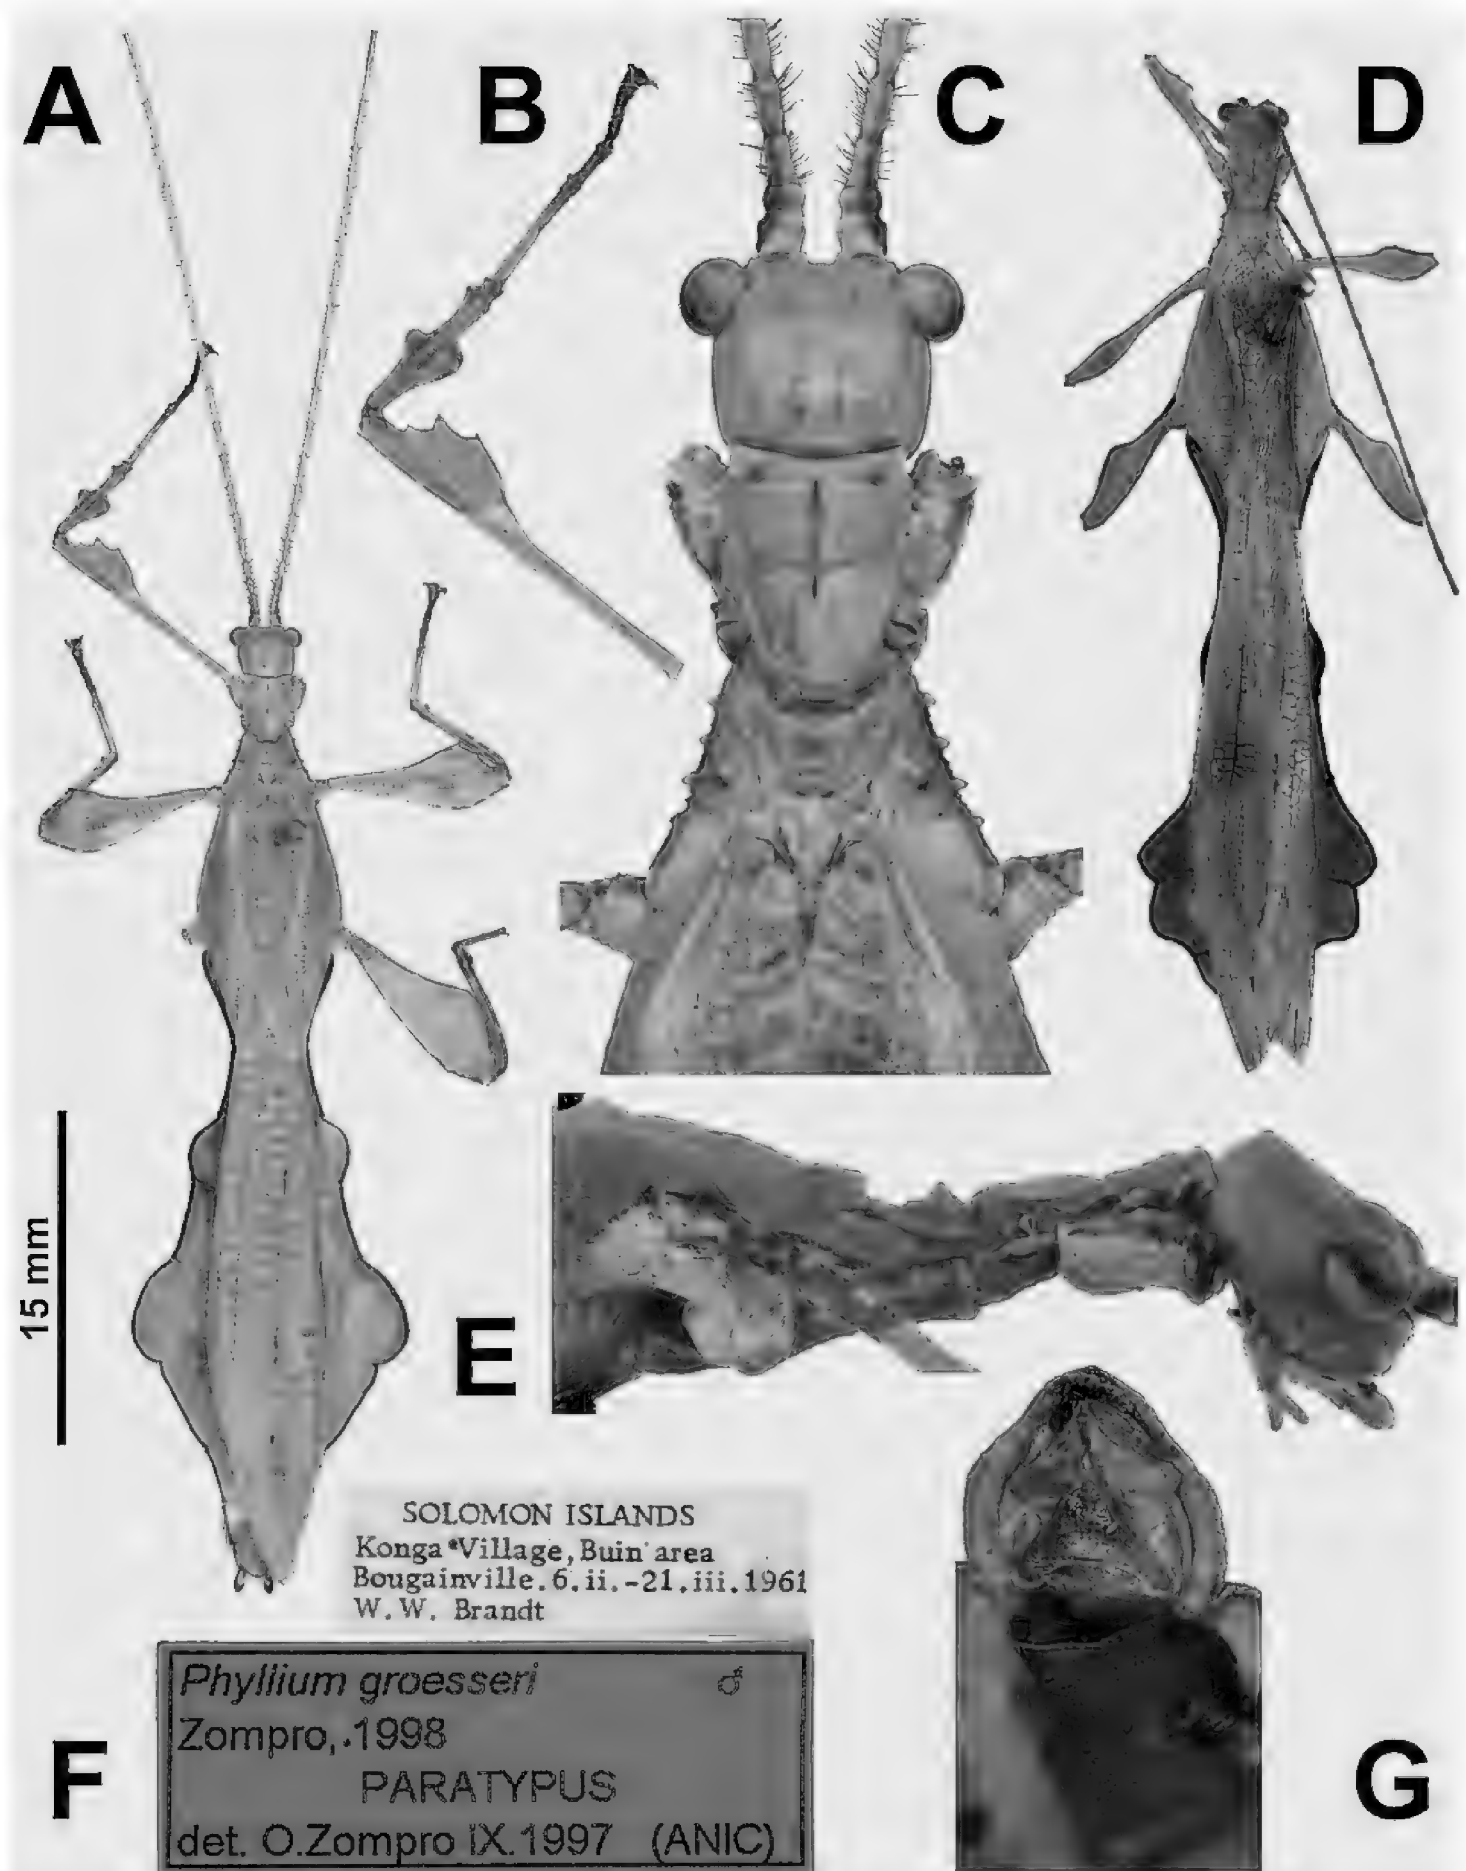 A
B
C
D
15 mm
E
SOLOMON ISLANDS
Konga Village, Buin area
Bougainville. 6. ii. -21. iii. 1961
W. W. Brandt
Phyllium groesseri ♂
Zompro, 1998
PARATYPUS
det. O.Zompro IX.1997 (ANIC)
F
G